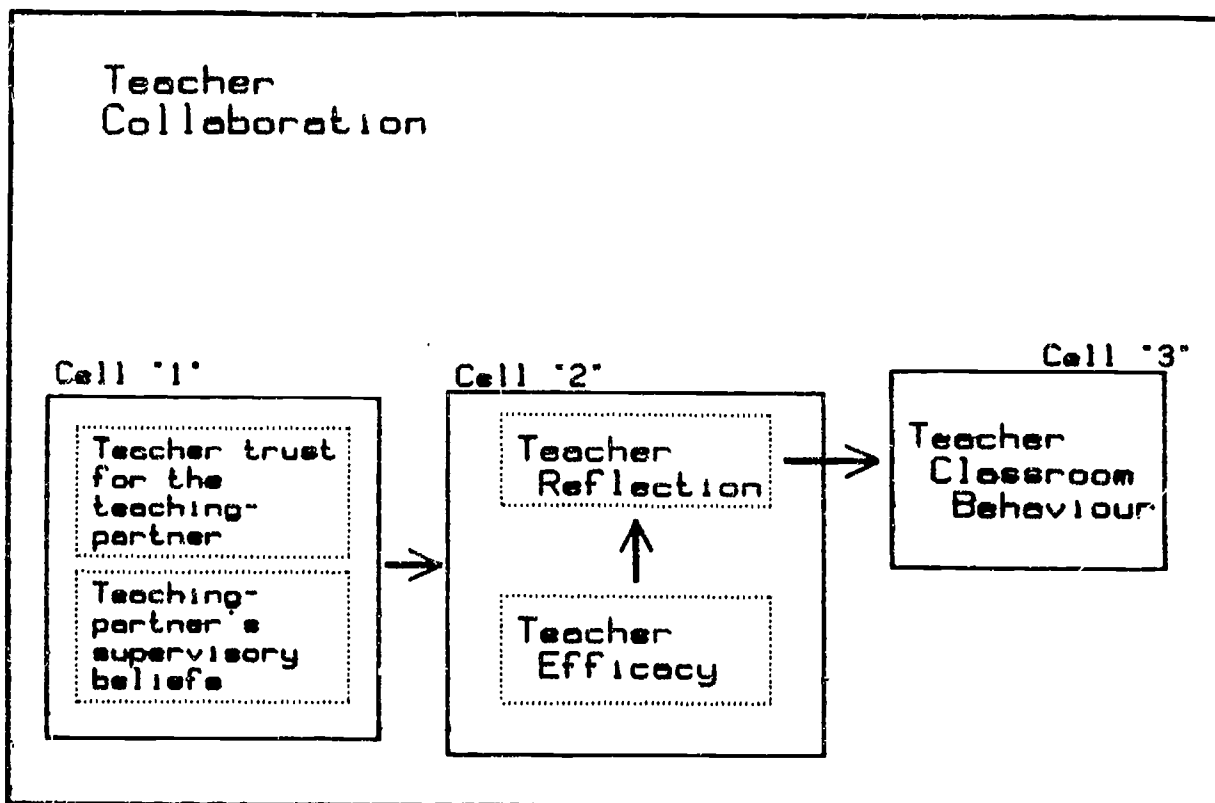 Teacher
Collaboration
Cell "1"
Teacher trust
for the
teaching-
partner
Teaching-
partner's
supervisory
beliefs
Cell "2"
Teacher
Reflection
Teacher
Efficacy
Cell "3"
Teacher
Classroom
Behaviour